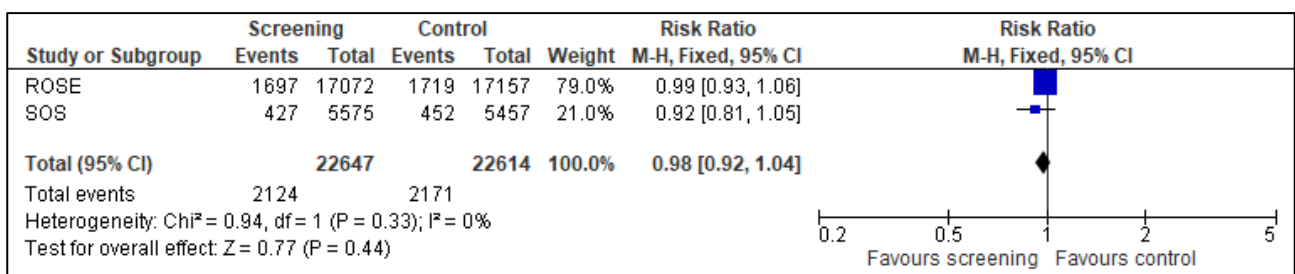 Screening Control Risk Ratio Risk Ratio
Study or Subgroup Events Total Events Total Weight M-H, Fixed, 95% CI M-H, Fixed, 95% CI
ROSE 1697 17072 1719 17157 79.0% 0.99 [0.93, 1.06]
SOS 427 5575 452 5457 21.0% 0.92 [0.81, 1.05]
Total (95% CI) 22647 22614 100.0% 0.98 [0.92, 1.04]
Total events 2124 2171
Heterogeneity: Chi² = 0.94, df = 1 (P = 0.33); I² = 0%
Test for overall effect: Z = 0.77 (P = 0.44)
0.2 0.5 1 2 5
Favours screening Favours control